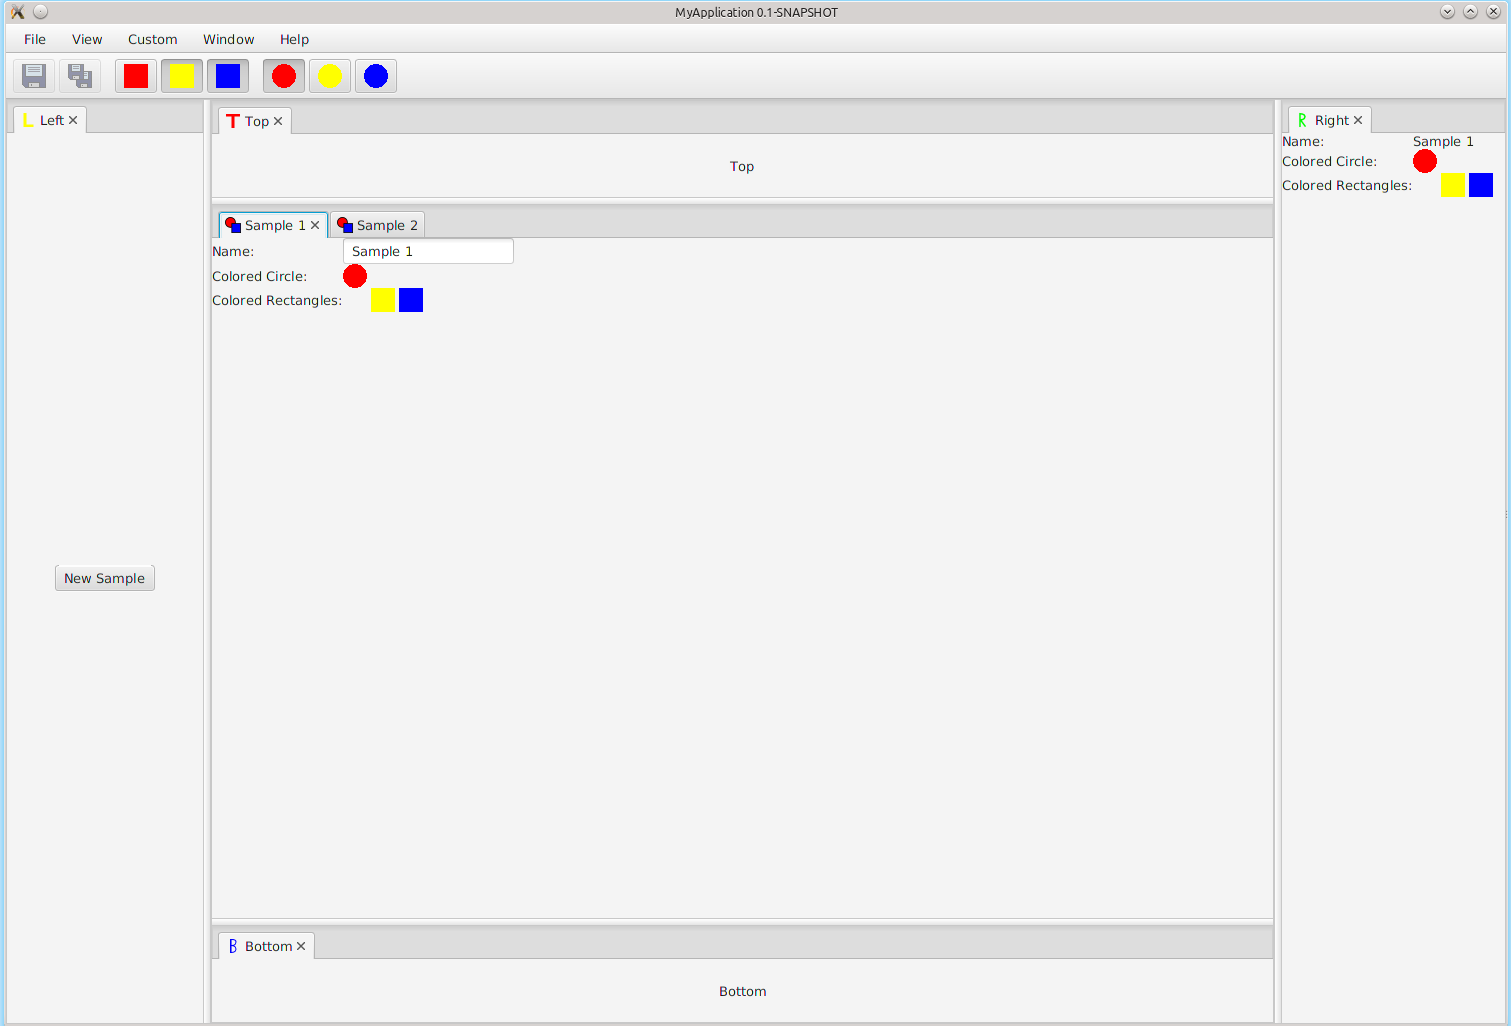 MyApplication 0.1-SNAPSHOT
File View Custom Window Help
L Left
T Top
R Right
Top
Name: Sample 1
Colored Circle:
Colored Rectangles:
Sample 1 Sample 2
Name: Sample 1
Colored Circle:
Colored Rectangles:
New Sample
B Bottom
Bottom